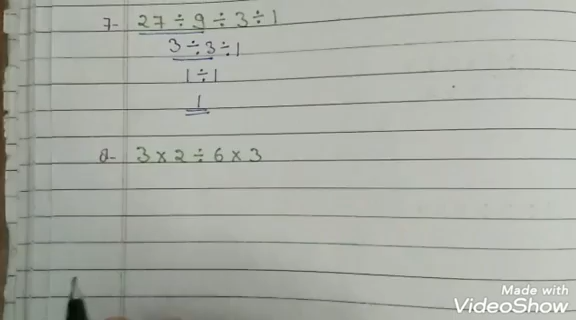 7- 27 ÷ 9 ÷ 3 ÷ 1
3 ÷ 3 ÷ 1
1 ÷ 1
1
8- 3 × 2 ÷ 6 × 3
Made with
VideoShow